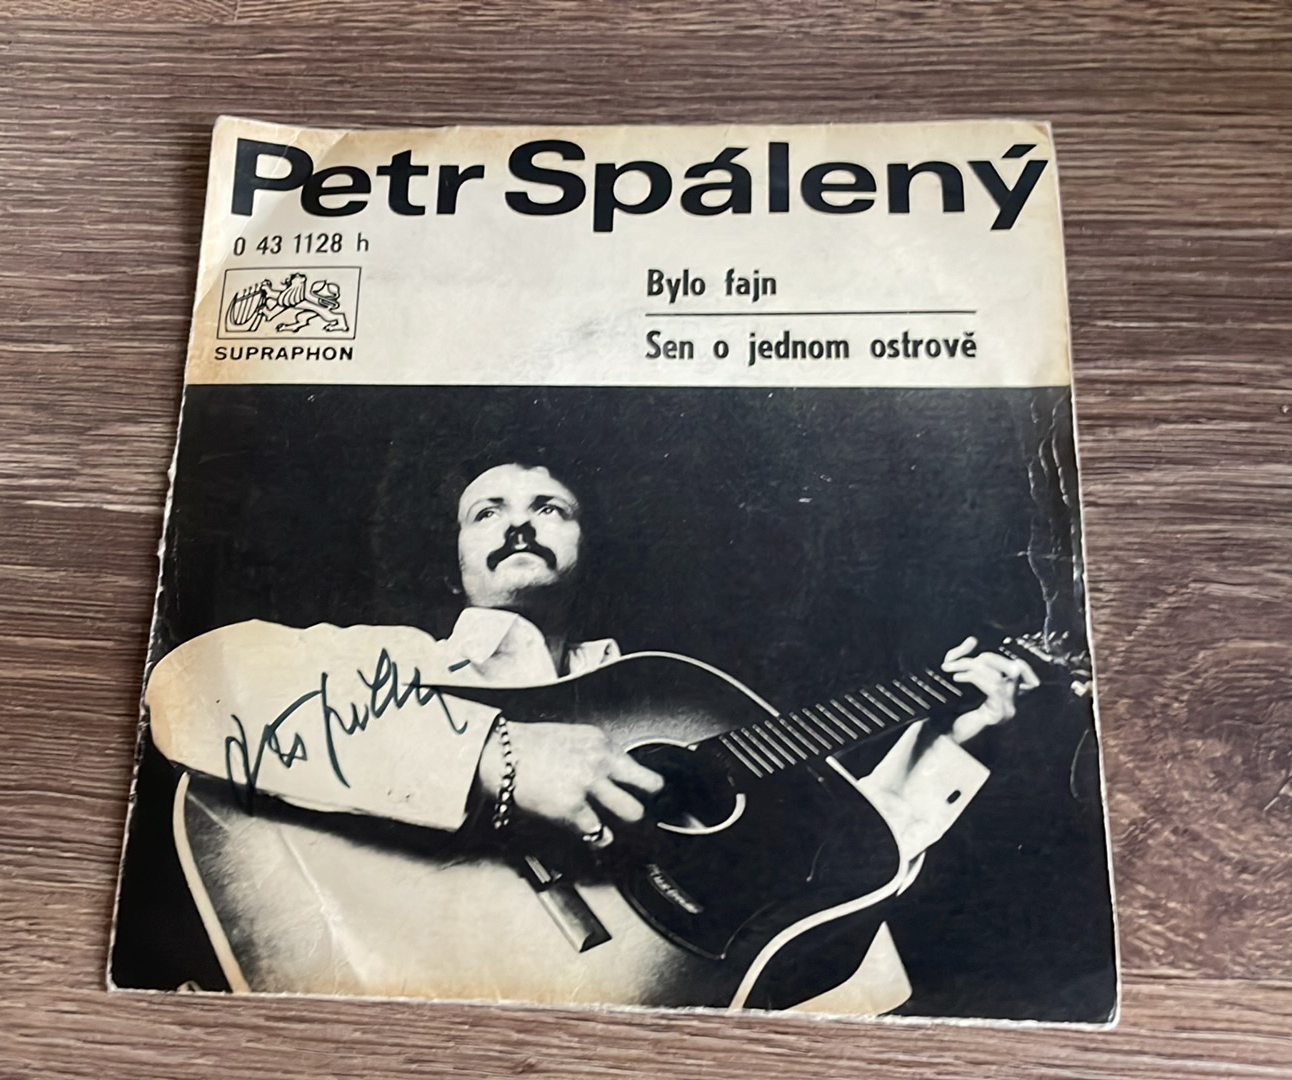 Petr Spálený
0 43 1128 h
SUPRAPHON
Bylo fajn
Sen o jednom ostrově